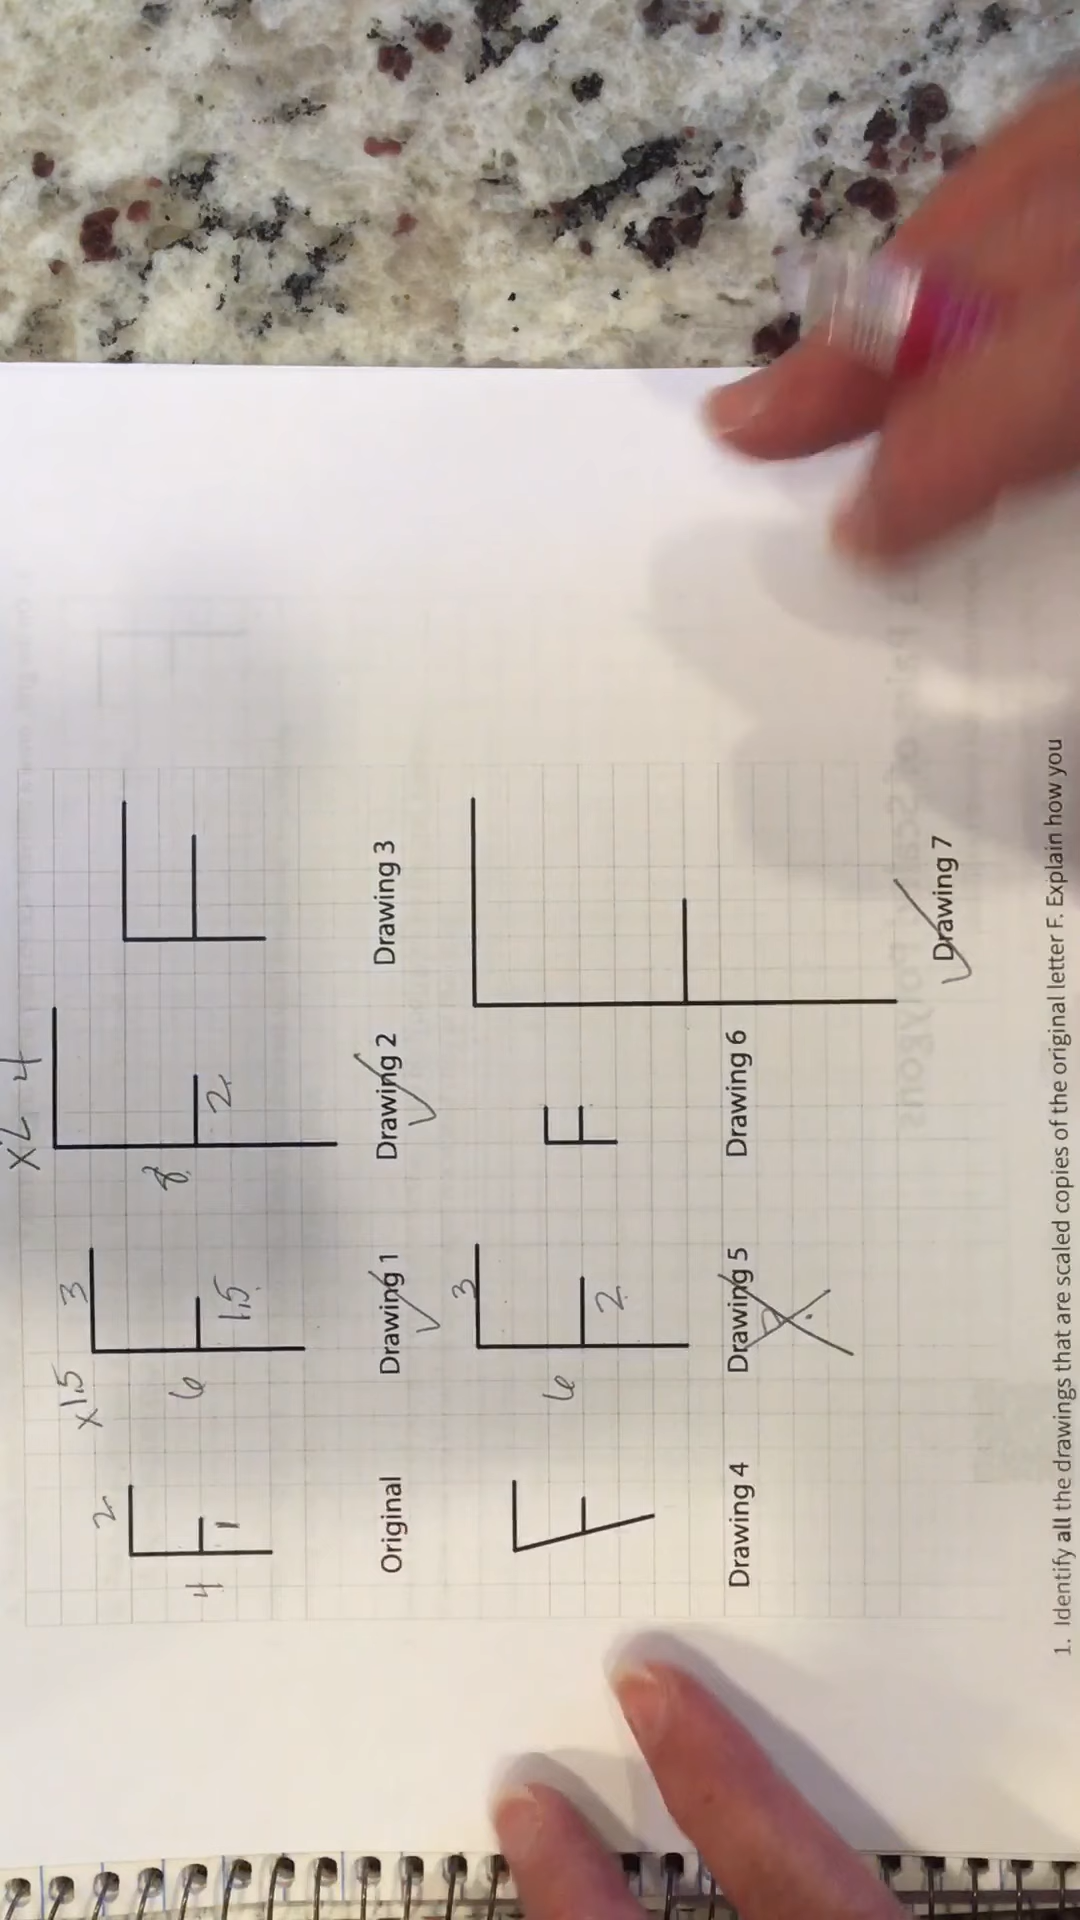 x2 4
x1.5 3
2
4 1
6 1.5
8 2
Original Drawing 1 Drawing 2 Drawing 3
3
6 2
Drawing 4 Drawing 5 Drawing 6
Drawing 7
1. Identify all the drawings that are scaled copies of the original letter F. Explain how you